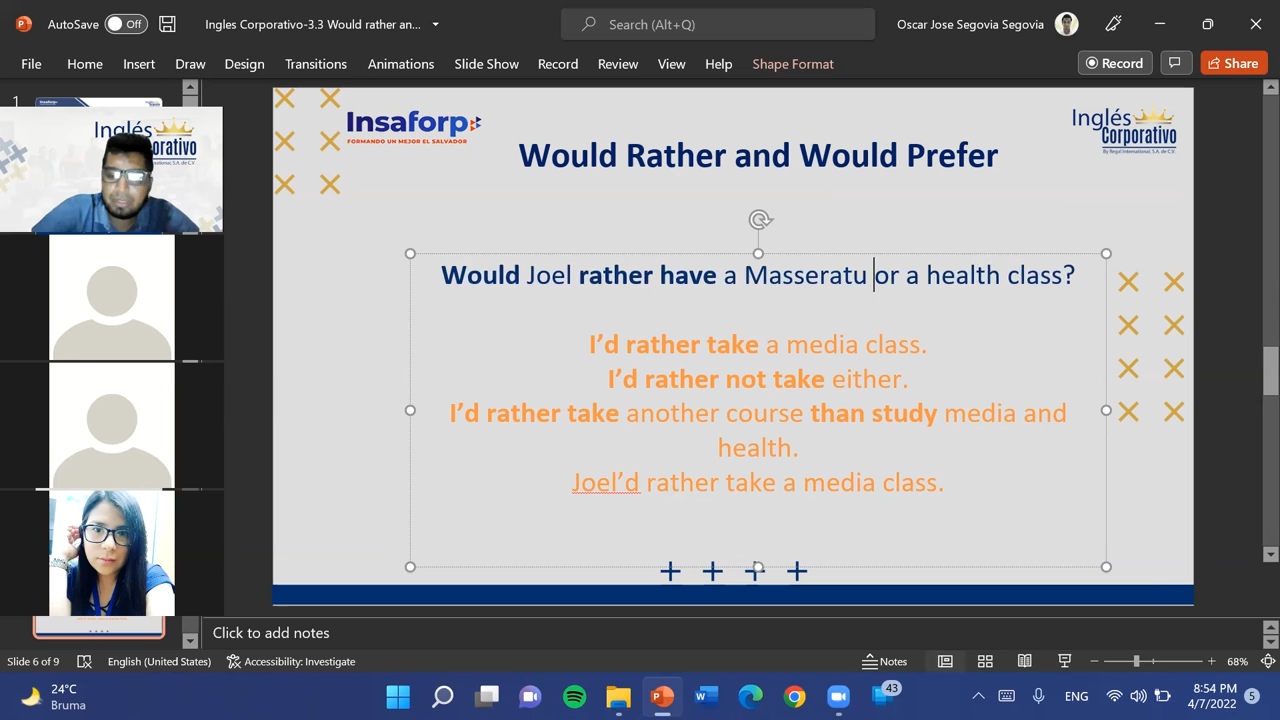 AutoSave Off
Ingles Corporativo-3.3 Would rather an...
Search (Alt+Q)
Oscar Jose Segovia Segovia
File Home Insert Draw Design Transitions Animations Slide Show Record Review View Help Shape Format
Record
Share
1
Inglés
orativo
Insaforp
FORMANDO UN MEJOR EL SALVADOR
Inglés
Corporativo
By Regal International, S.A. de C.V.
Would Rather and Would Prefer
Would Joel rather have a Masseratu or a health class?
I’d rather take a media class.
I’d rather not take either.
I’d rather take another course than study media and
health.
Joel’d rather take a media class.
Click to add notes
Slide 6 of 9
English (United States)
Accessibility: Investigate
Notes
68%
24°C
Bruma
43
ENG
8:54 PM
4/7/2022
5